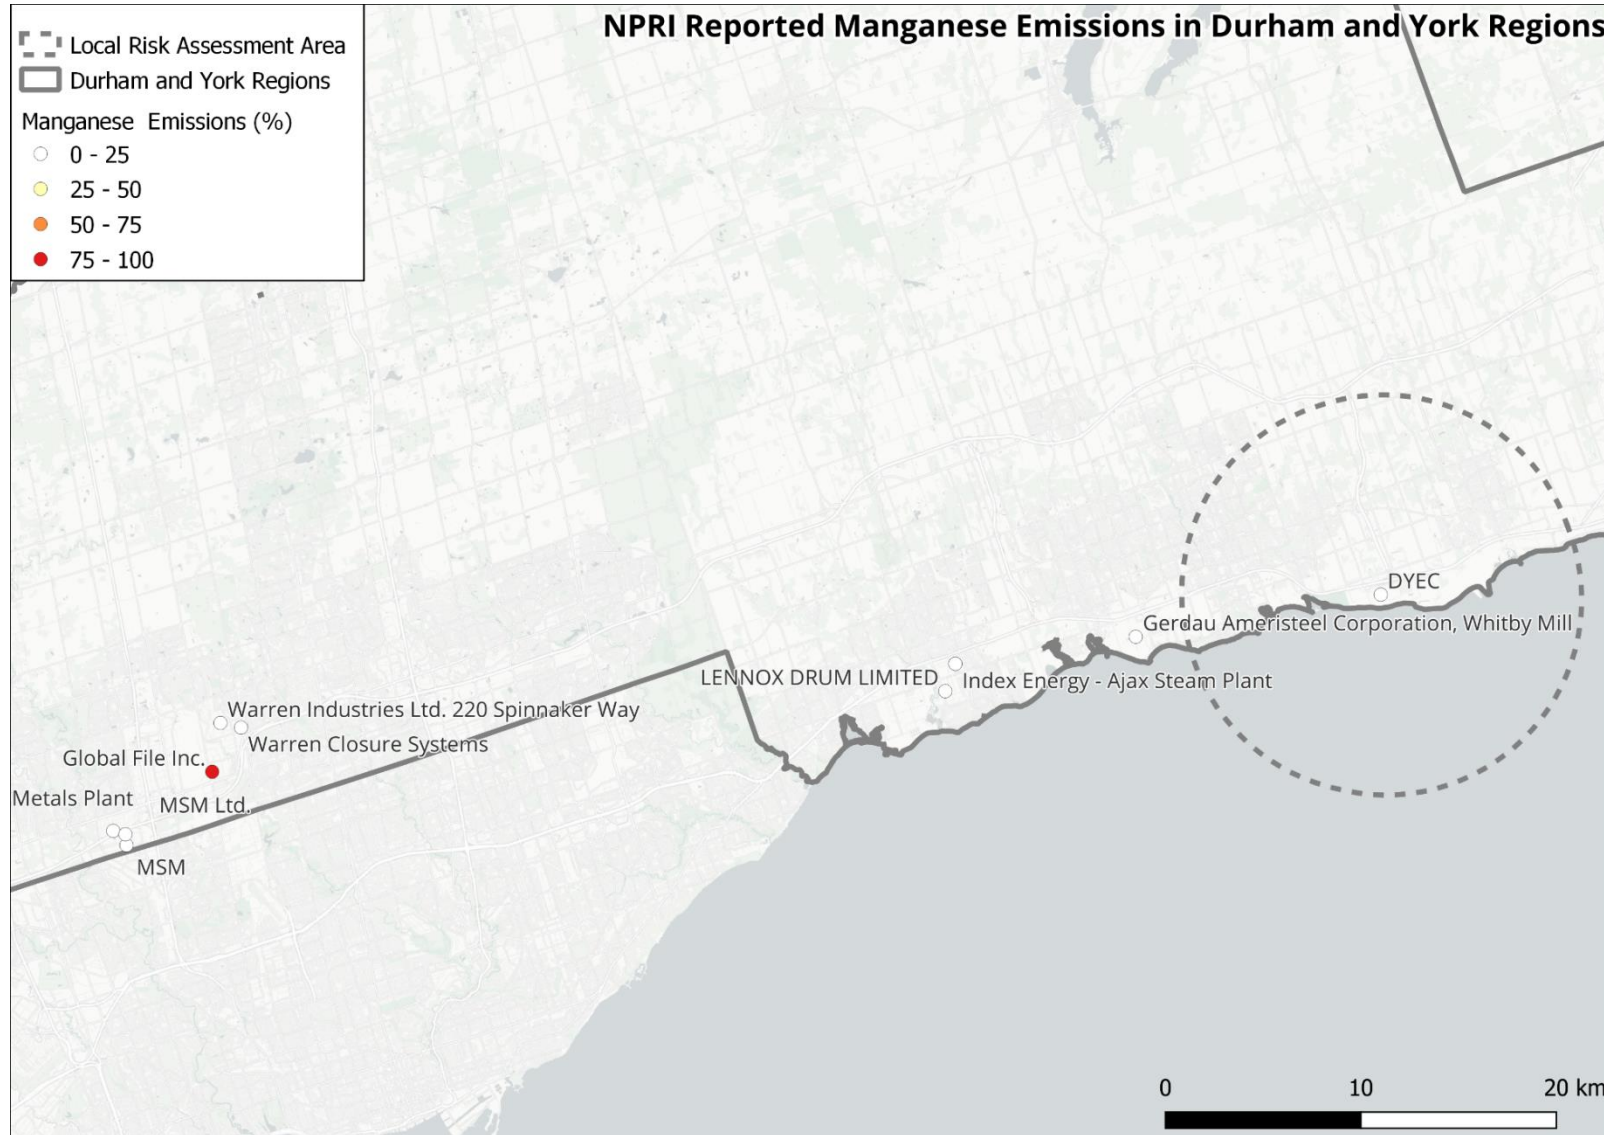 NPRI Reported Manganese Emissions in Durham and York Regions
Local Risk Assessment Area
Durham and York Regions
Manganese Emissions (%)
0 - 25
25 - 50
50 - 75
75 - 100
DYEC
Gerdau Ameristeel Corporation, Whitby Mill
LENNOX DRUM LIMITED
Index Energy - Ajax Steam Plant
Warren Industries Ltd. 220 Spinnaker Way
Warren Closure Systems
Global File Inc.
Metals Plant
MSM Ltd.
MSM
0 10 20 km